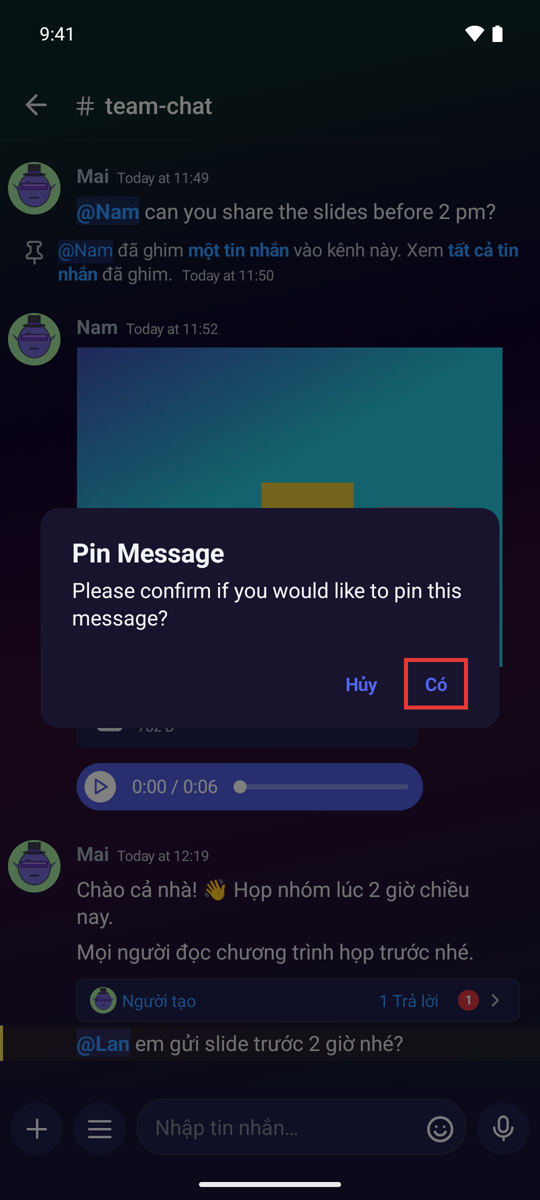 9:41
# team-chat
Mai Today at 11:49
@Nam can you share the slides before 2 pm?
@Nam đã ghim một tin nhắn vào kênh này. Xem tất cả tin
nhắn đã ghim. Today at 11:50
Nam Today at 11:52
Pin Message
Please confirm if you would like to pin this
message?
Hủy
Có
0:00 / 0:06
Mai Today at 12:19
Chào cả nhà! 👋 Họp nhóm lúc 2 giờ chiều
nay.
Mọi người đọc chương trình họp trước nhé.
Người tạo 1 Trả lời 1
@Lan em gửi slide trước 2 giờ nhé?
Nhập tin nhắn...